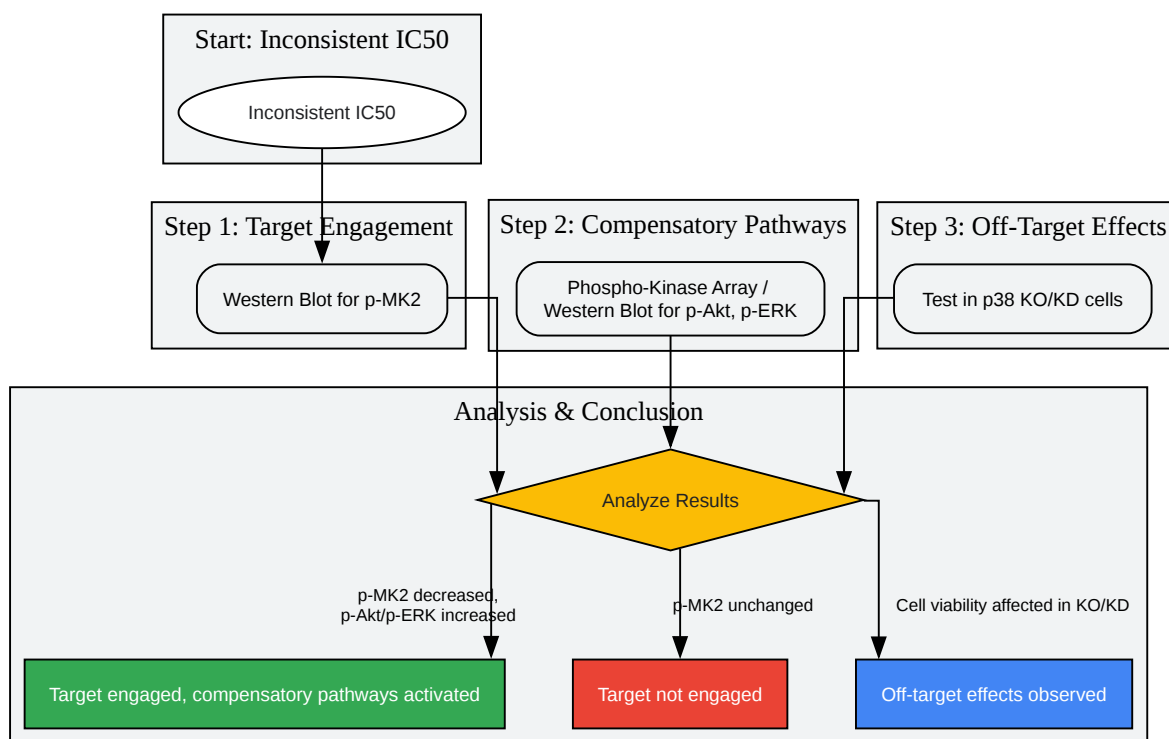 Start: Inconsistent IC50
Inconsistent IC50
Step 1: Target Engagement
Western Blot for p-MK2
Step 2: Compensatory Pathways
Phospho-Kinase Array /
Western Blot for p-Akt, p-ERK
Step 3: Off-Target Effects
Test in p38 KO/KD cells
Analysis & Conclusion
Analyze Results
p-MK2 decreased,
p-Akt/p-ERK increased
p-MK2 unchanged
Cell viability affected in KO/KD
Target engaged, compensatory pathways activated
Target not engaged
Off-target effects observed